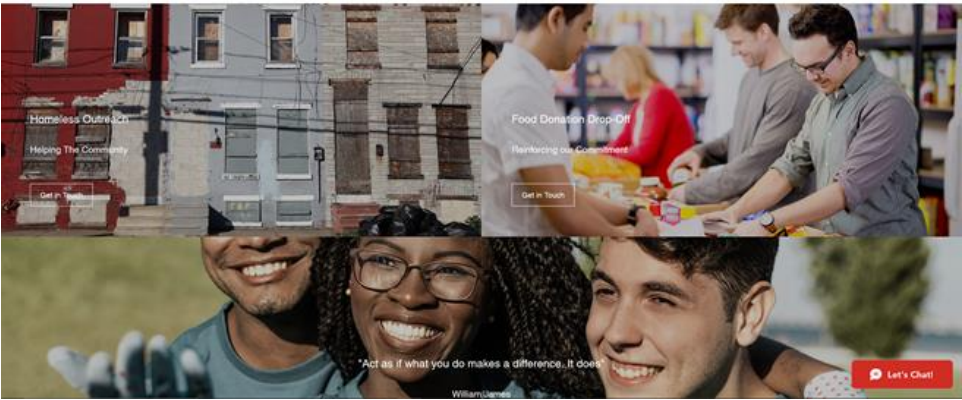 Homeless Outreach
Helping The Community
Get in Touch
Food Donation Drop-Off
Reinforcing our Commitment
Get in Touch
"Act as if what you do makes a difference. It does"
William James
Let's Chat!